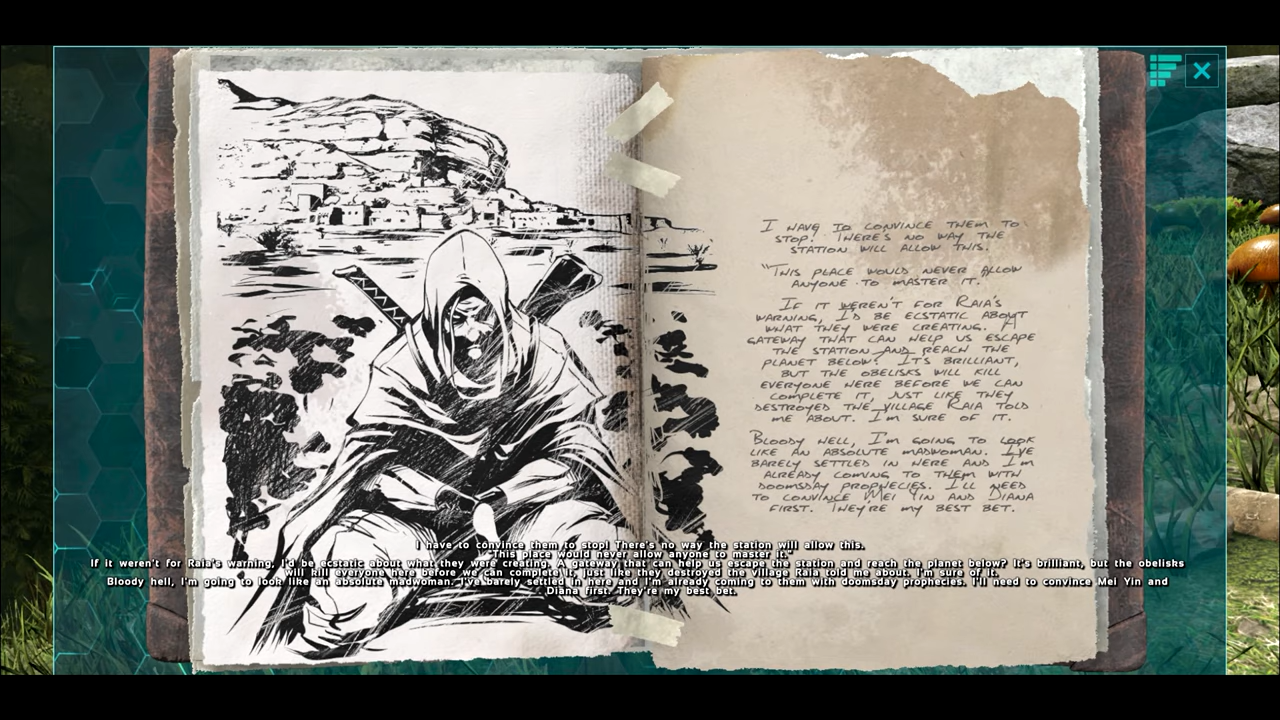 I have to convince them to
stop! There's no way the
station will allow this.
"This place would never allow
anyone to master it."
If it weren't for Raia's
warning, I'd be ecstatic about
what they were creating. A
gateway that can help us escape
the station and reach the
planet below? It's brilliant,
but the obelisks will kill
everyone here before we can
complete it, just like they
destroyed the village Raia told
me about. I'm sure of it.
Bloody hell, I'm going to look
like an absolute madwoman. I've
barely settled in here and I'm
already coming to them with
doomsday prophecies. I'll need
to convince Mei Yin and Diana
first. They're my best bet.
I have to convince them to stop! There's no way the station will allow this.
"This place would never allow anyone to master it."
If it weren't for Raia's warning, I'd be ecstatic about what they were creating. A gateway that can help us escape the station and reach the planet below? It's brilliant, but the obelisks
will kill everyone here before we can complete it, just like they destroyed the village Raia told me about. I'm sure of it.
Bloody hell, I'm going to look like an absolute madwoman. I've barely settled in here and I'm already coming to them with doomsday prophecies. I'll need to convince Mei Yin and
Diana first. They're my best bet.